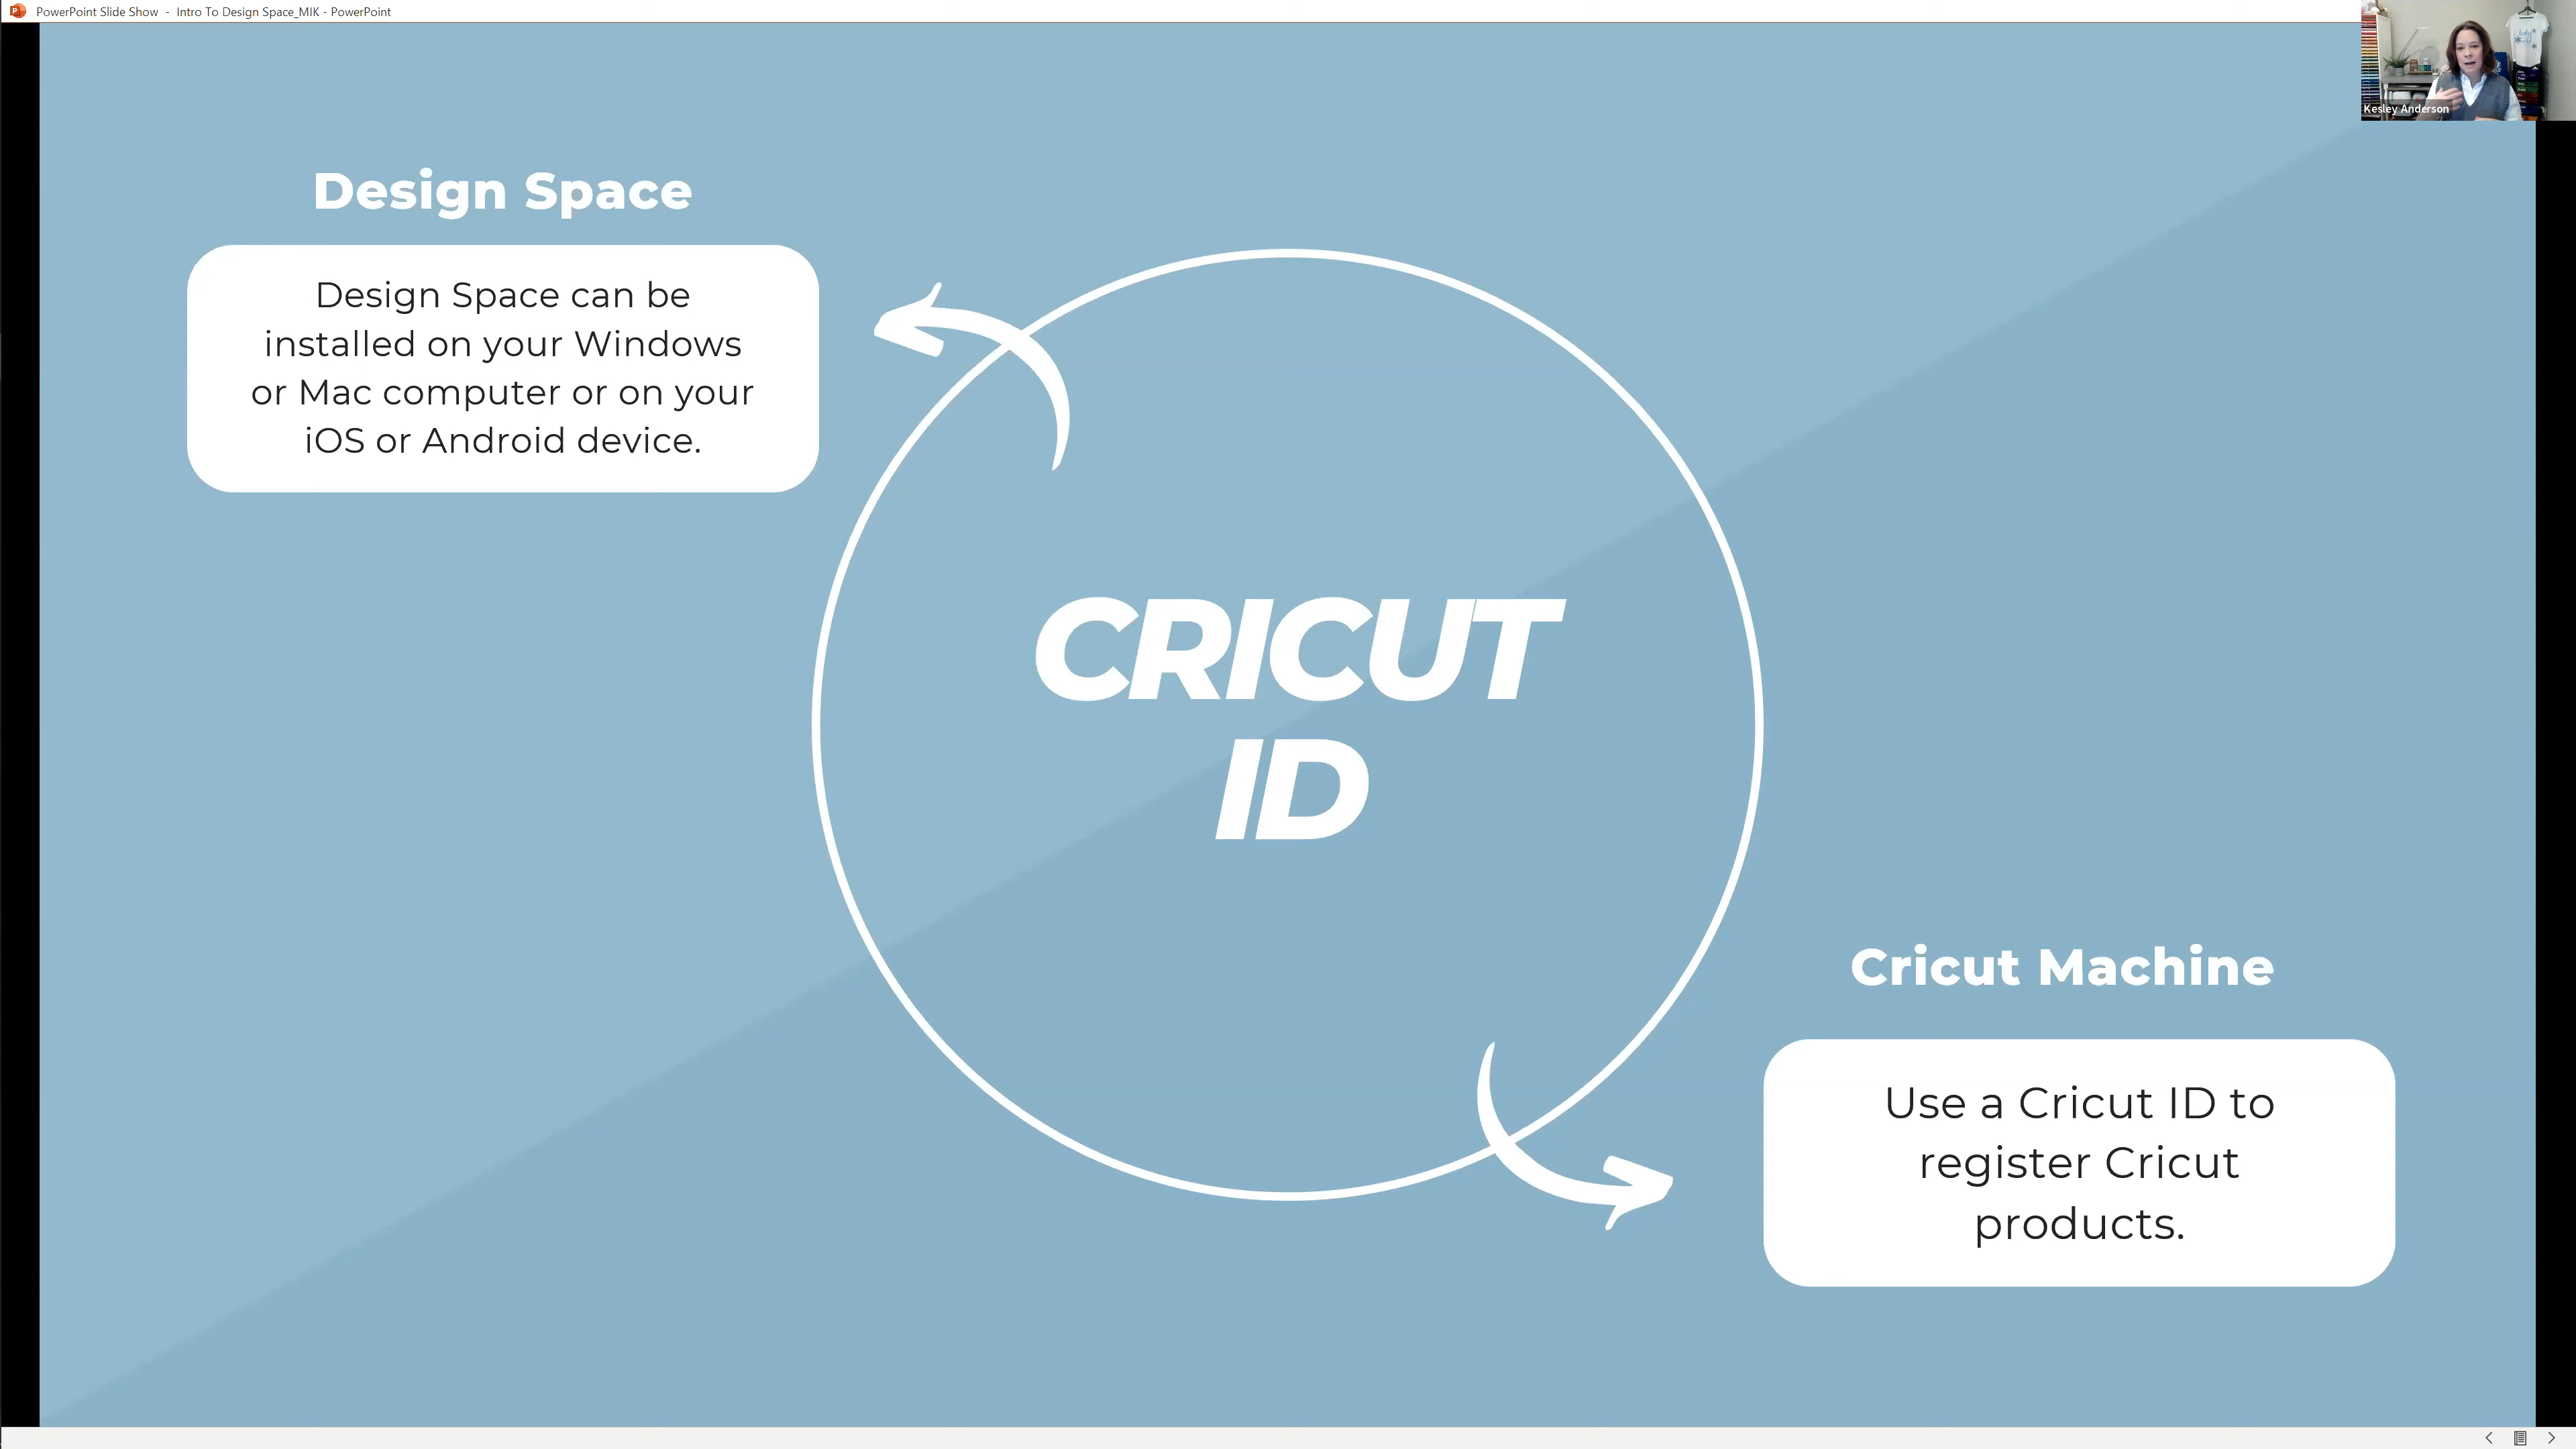 PowerPoint Slide Show - Intro To Design Space_MIK - PowerPoint
Kesley Anderson
Design Space
Design Space can be
installed on your Windows
or Mac computer or on your
iOS or Android device.
CRICUT
ID
Cricut Machine
Use a Cricut ID to
register Cricut
products.